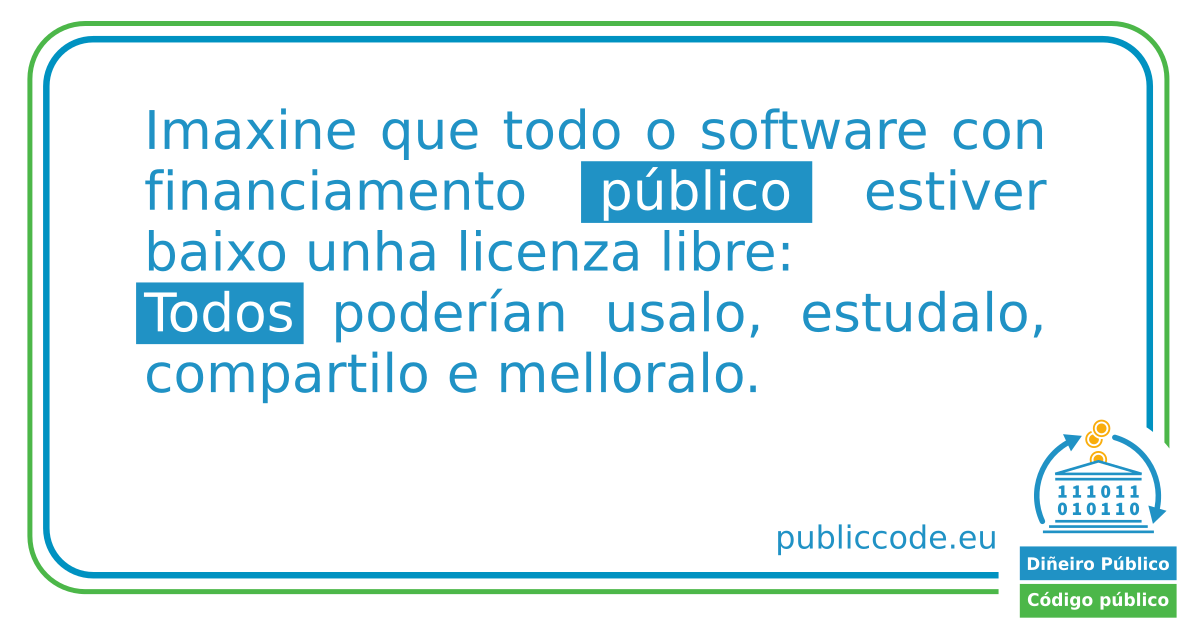 Imaxine que todo o software con
financiamento público estiver
baixo unha licenza libre:
Todos poderían usalo, estudalo,
compartilo e melloralo.
publiccode.eu
111011
010110
Diñeiro Público
Código público